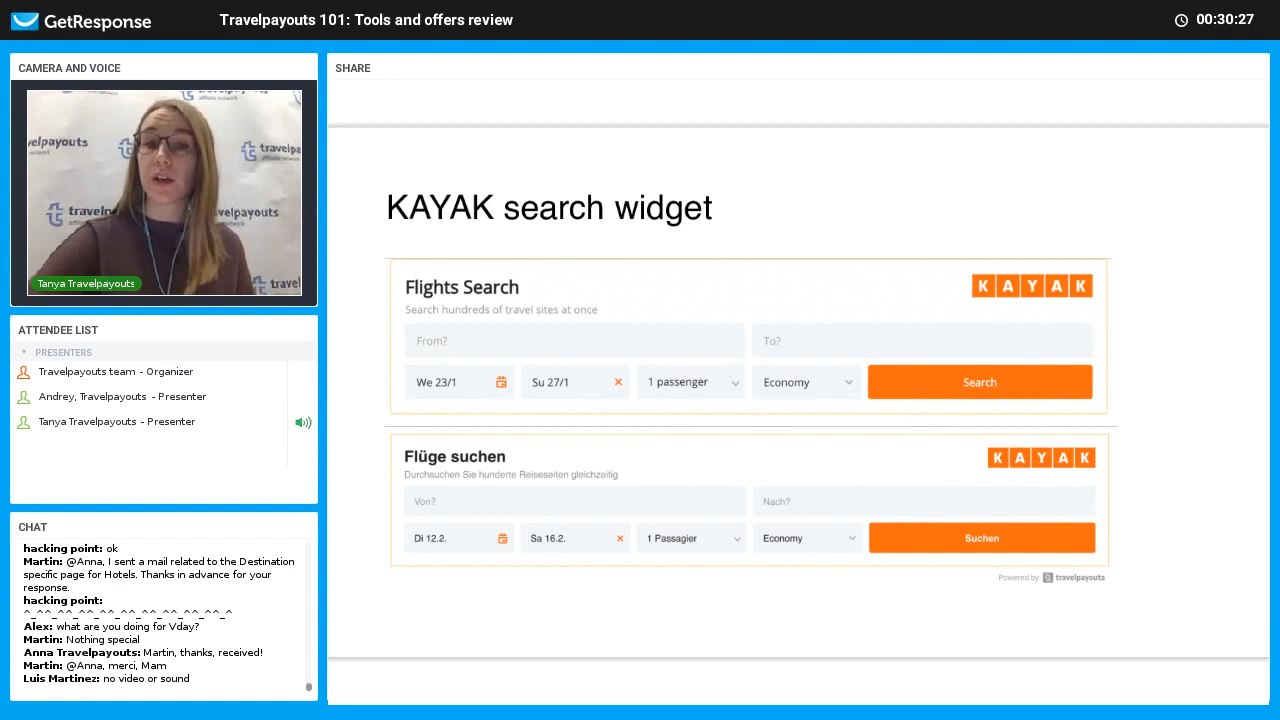 GetResponse
Travelpayouts 101: Tools and offers review
00:30:27
CAMERA AND VOICE
travelpayouts
affiliate network
Tanya Travelpayouts
ATTENDEE LIST
PRESENTERS
Travelpayouts team - Organizer
Andrey, Travelpayouts - Presenter
Tanya Travelpayouts - Presenter
CHAT
hacking point: ok
Martin: @Anna, I sent a mail related to the Destination
specific page for Hotels. Thanks in advance for your
response.
hacking point:
^_^^_^^_^^_^^_^^_^^_^^_^^_^^_^
Alex: what are you doing for Vday?
Martin: Nothing special
Anna Travelpayouts: Martin, thanks, received!
Martin: @Anna, merci, Mam
Luis Martinez: no video or sound
SHARE
KAYAK search widget
Flights Search
KAYAK
Search hundreds of travel sites at once
From? To?
We 23/1 Su 27/1 1 passenger Economy Search
Flüge suchen
KAYAK
Durchsuchen Sie hunderte Reiseseiten gleichzeitig
Von? Nach?
Di 12.2. Sa 16.2. 1 Passagier Economy Suchen
Powered by travelpayouts